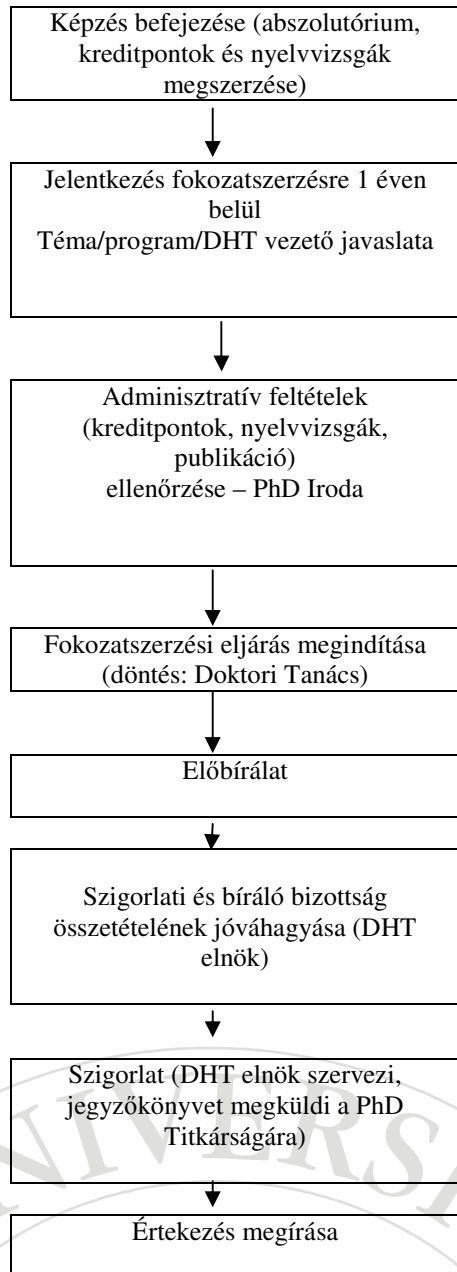 Képzés befejezése (abszolutórium,
kreditpontok és nyelvvizsgák
megszerzése)
Jelentkezés fokozatszerzésre 1 éven
belül
Téma/program/DHT vezető javaslata
Adminisztratív feltételek
(kreditpontok, nyelvvizsgák,
publikáció)
ellenőrzése – PhD Iroda
Fokozatszerzési eljárás megindítása
(döntés: Doktori Tanács)
Előbírálat
Szigorlati és bíráló bizottság
összetételének jóváhagyása (DHT
elnök)
Szigorlat (DHT elnök szervezi,
jegyzőkönyvet megküldi a PhD
Titkárságára)
Értekezés megírása